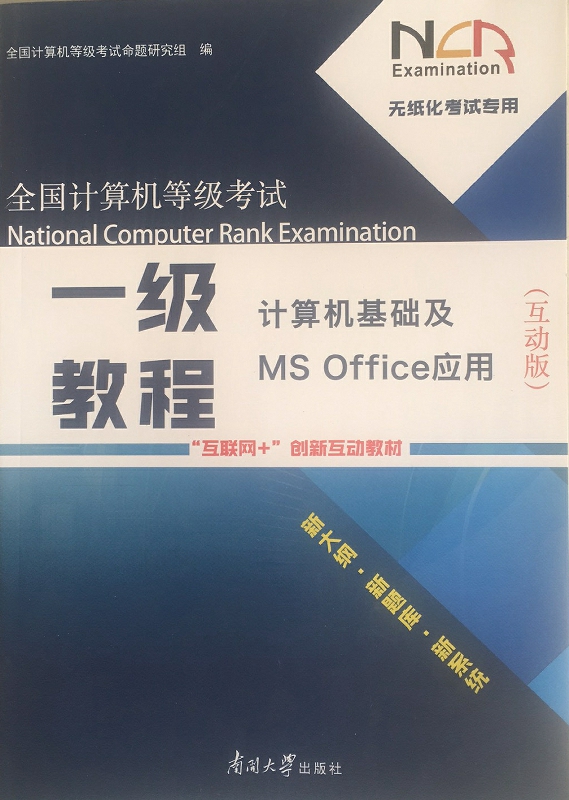 全国计算机等级考试命题研究组 编
NCR
Examination
无纸化考试专用
全国计算机等级考试
National Computer Rank Examination
一级
教程
计算机基础及
MS Office应用
（互动版）
“互联网+”创新互动教材
新大纲·新题库·新系统
南开大学出版社